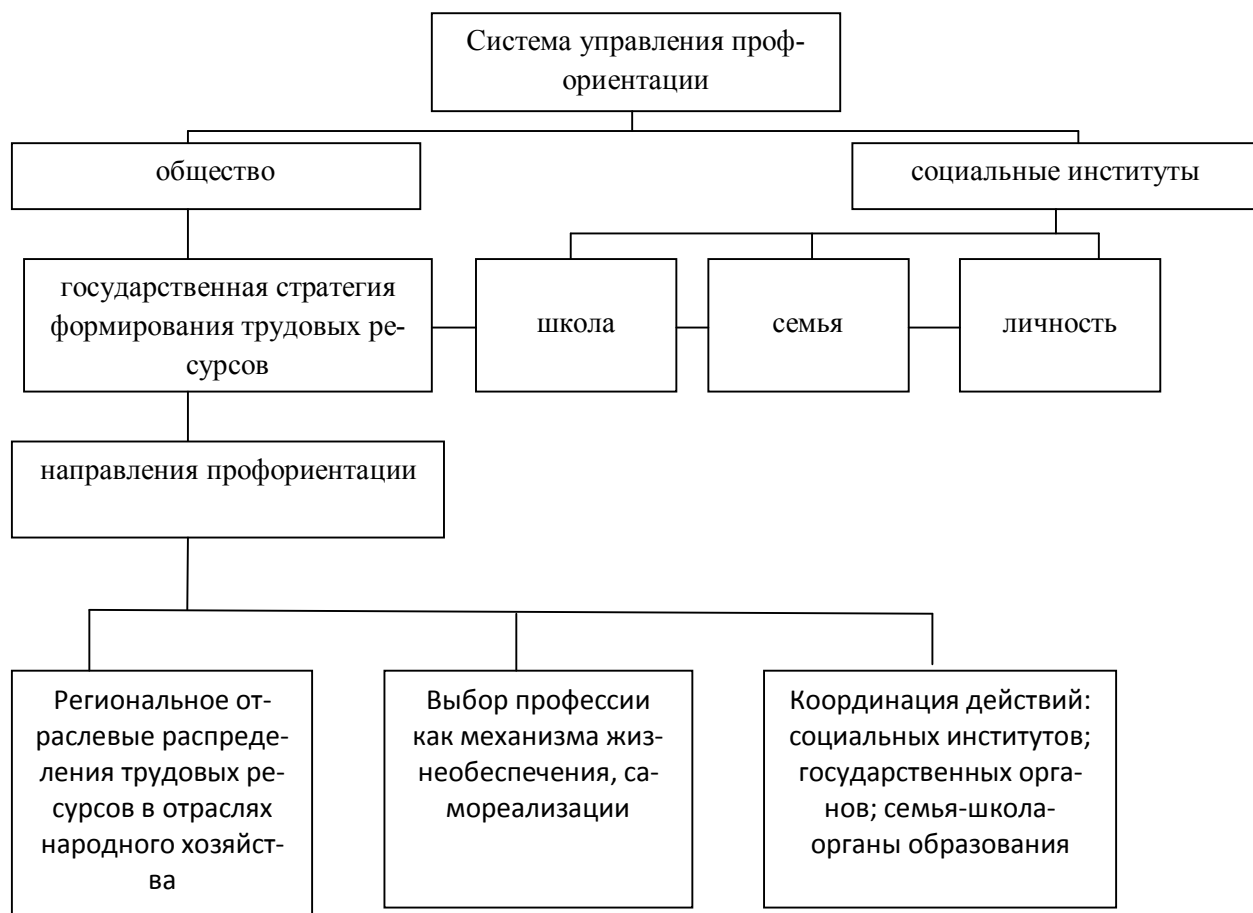 Система управления проф-
ориентации
общество
социальные институты
государственная стратегия
формирования трудовых ре-
сурсов
школа
семья
личность
направления профориентации
Региональное от-
раслевые распреде-
ления трудовых ре-
сурсов в отраслях
народного хозяйст-
ва
Выбор профессии
как механизма жиз-
необеспечения, са-
мореализации
Координация действий:
социальных институтов;
государственных орга-
нов; семья-школа-
органы образования